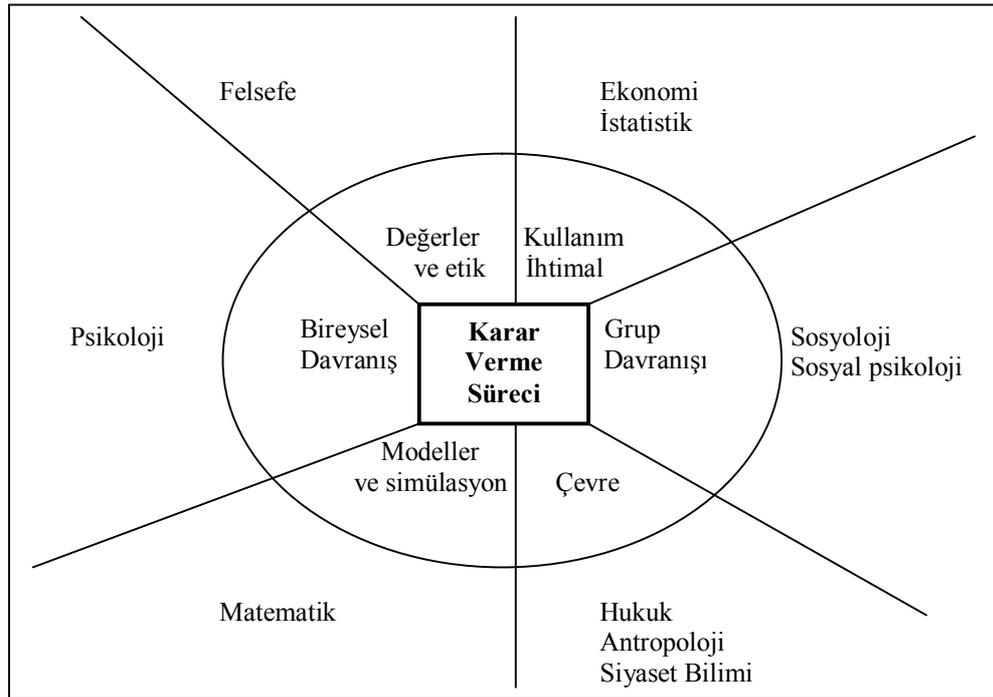 Felsefe
Ekonomi
İstatistik
Değerler
ve etik
Kullanım
İhtimal
Psikoloji
Bireysel
Davranış
Karar
Verme
Süreci
Grup
Davranışı
Sosyoloji
Sosyal psikoloji
Modeller
ve simülasyon
Çevre
Matematik
Hukuk
Antropoloji
Siyaset Bilimi